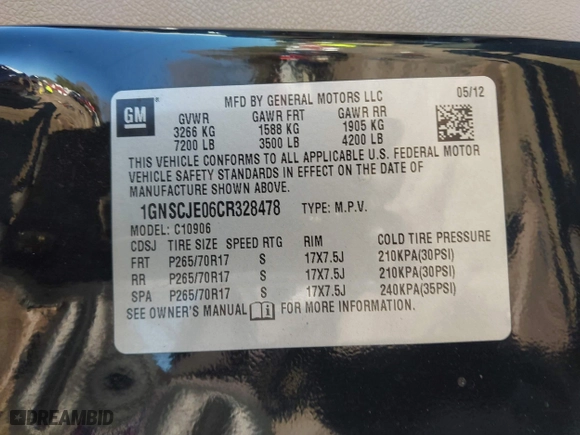 GM
MFD BY GENERAL MOTORS LLC
05/12
GVWR GAWR FRT GAWR RR
3266 KG 1588 KG 1905 KG
7200 LB 3500 LB 4200 LB
THIS VEHICLE CONFORMS TO ALL APPLICABLE U.S. FEDERAL MOTOR
VEHICLE SAFETY STANDARDS IN EFFECT ON THE DATE OF
MANUFACTURE SHOWN ABOVE.
1GNSCJE06CR328478 TYPE: M.P.V.
MODEL: C10906
CDSJ TIRE SIZE SPEED RTG RIM COLD TIRE PRESSURE
FRT P265/70R17 S 17X7.5J 210KPA(30PSI)
RR P265/70R17 S 17X7.5J 210KPA(30PSI)
SPA P265/70R17 S 17X7.5J 240KPA(35PSI)
SEE OWNER'S MANUAL FOR MORE INFORMATION.
DREAMBID